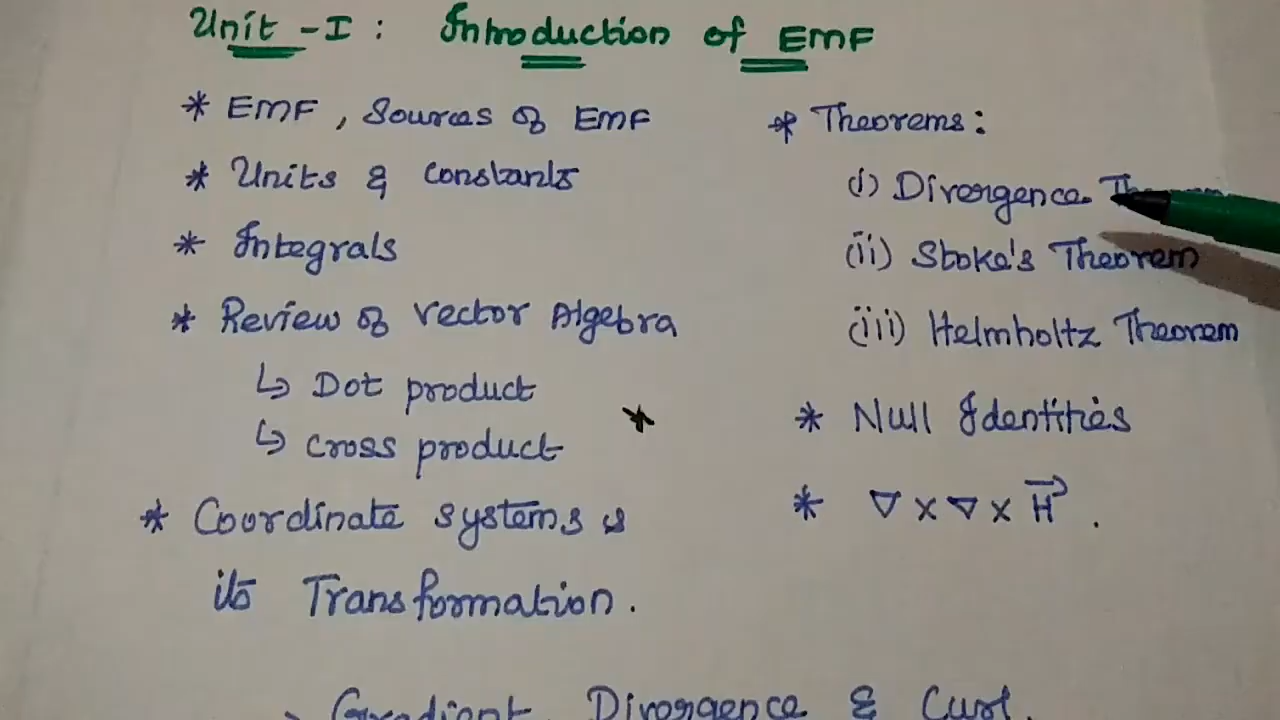 Unit - I : Introduction of EMF
* EMF , Sources of EMF
* Units & constants
* Integrals
* Review of vector Algebra
↳ Dot product
↳ cross product
* Coordinate systems &
its Transformation.
Gradient, Divergence & Curl.
* Theorems:
(i) Divergence
(ii) Stoke's Theorem
(iii) Helmholtz Theorem
* Null Identities
* ∇ x ∇ x H⃗ .